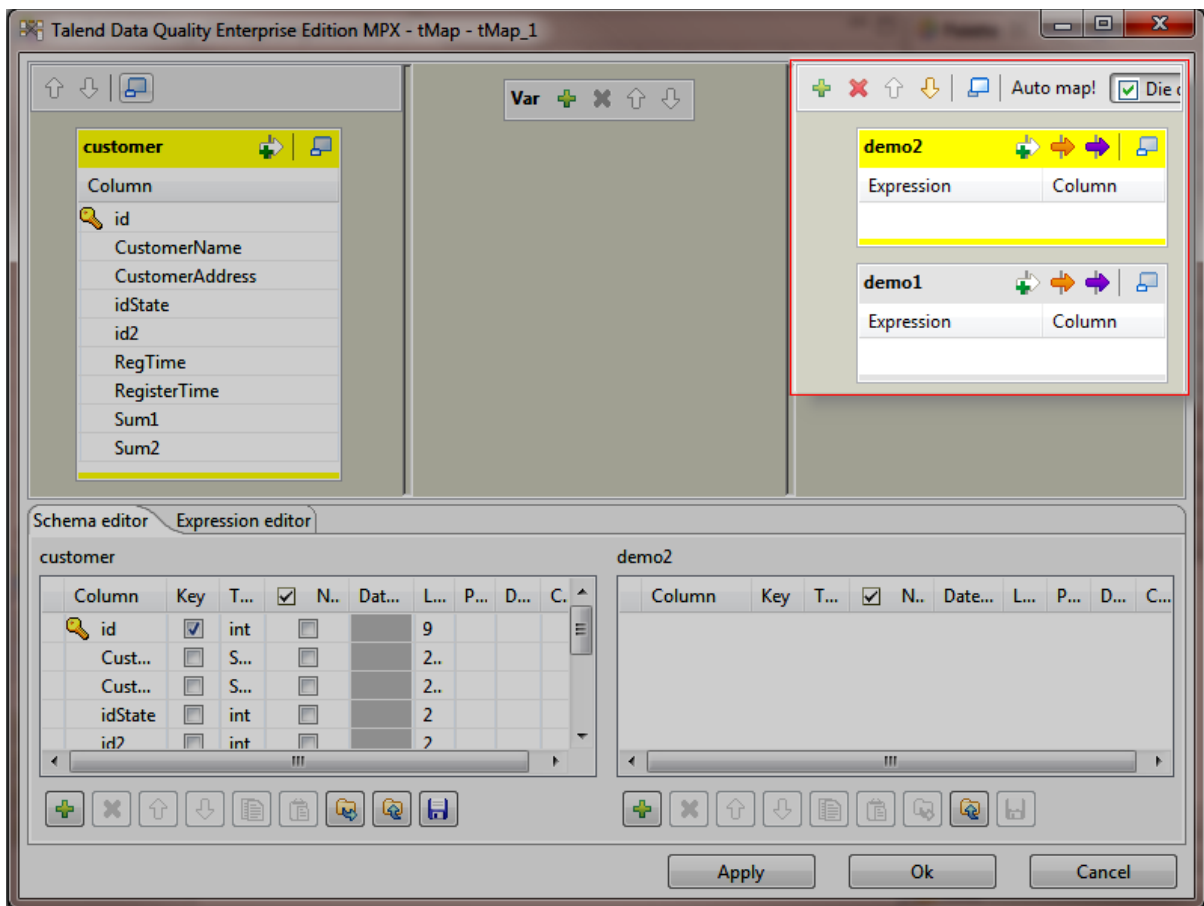 Talend Data Quality Enterprise Edition MPX - tMap - tMap_1
Var
Auto map! Die
customer
Column
id
CustomerName
CustomerAddress
idState
id2
RegTime
RegisterTime
Sum1
Sum2
demo2
Expression Column
demo1
Expression Column
Schema editor Expression editor
customer
Column Key T... N.. Dat... L... P... D... C.
id int 9
Cust... S... 2..
Cust... S... 2..
idState int 2
id2 int 2
demo2
Column Key T... N.. Date... L... P... D... C...
Apply Ok Cancel